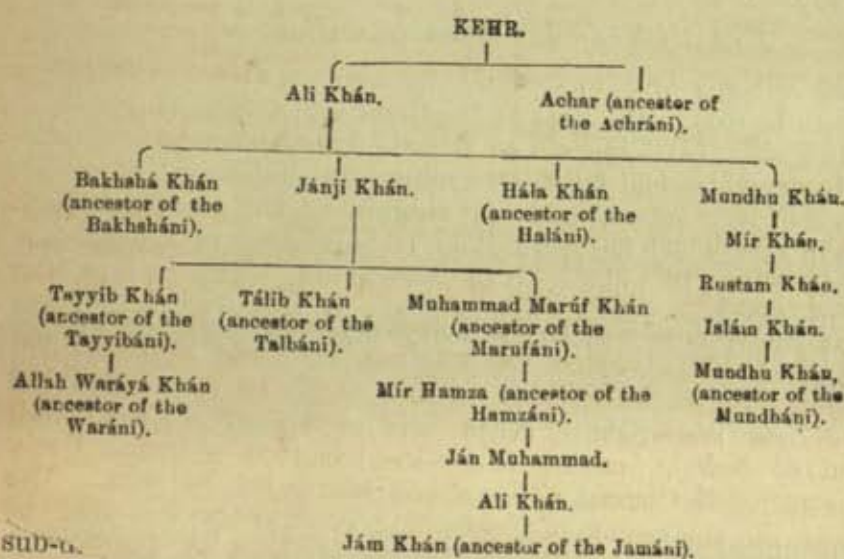 KEHR.
Ali Khán.
Achar (ancestor of
the Achráni).
Bakhshá Khán
(ancestor of the
Bakhsháni).
Jánji Khán.
Hála Khán
(ancestor of the
Haláni).
Mundhu Khán.
Mír Khán.
Rustam Khán.
Islám Khán.
Mundhu Khán,
(ancestor of the
Mundháni).
Tayyib Khán
(ancestor of the
Tayyibáni).
Allah Waráyá Khán
(ancestor of the
Waráni).
Tálib Khán
(ancestor of the
Talbáni).
Muhammad Marúf Khán
(ancestor of the
Marufáni).
Mír Hamza (ancestor of the
Hamzáni).
Ján Muhammad.
Ali Khán.
Jám Khán (ancestor of the Jamáni).